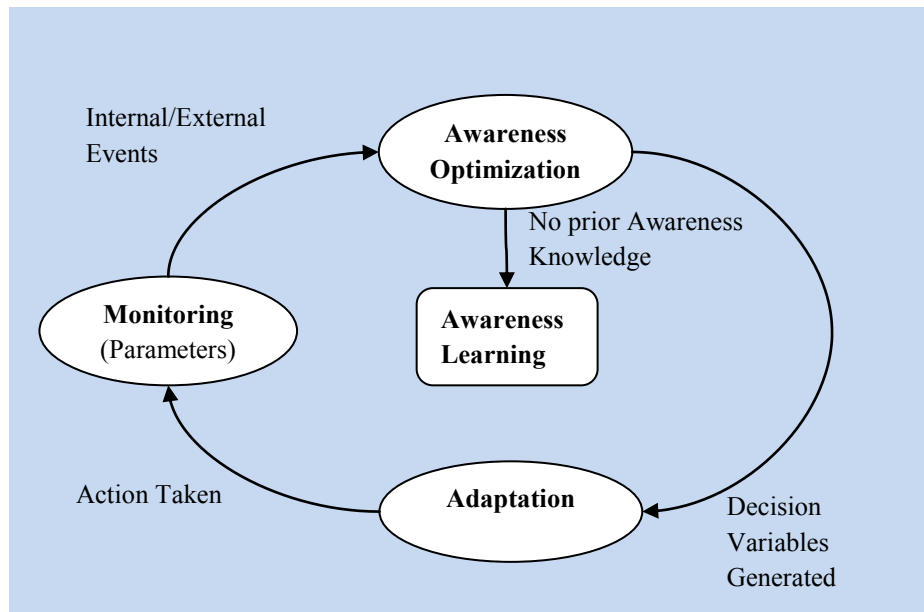 Internal/External
Events
Awareness
Optimization
No prior Awareness
Knowledge
Monitoring
(Parameters)
Awareness
Learning
Action Taken
Adaptation
Decision
Variables
Generated